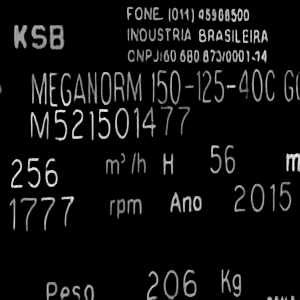 KSB
FONE (011) 45968500
INDUSTRIA BRASILEIRA
CNPJ:60 680 873/0001-14
MEGANORM 150-125-40C
M521501477
256 m³/h H 56 m
1777 rpm Ano 2015
Peso 206 Kg